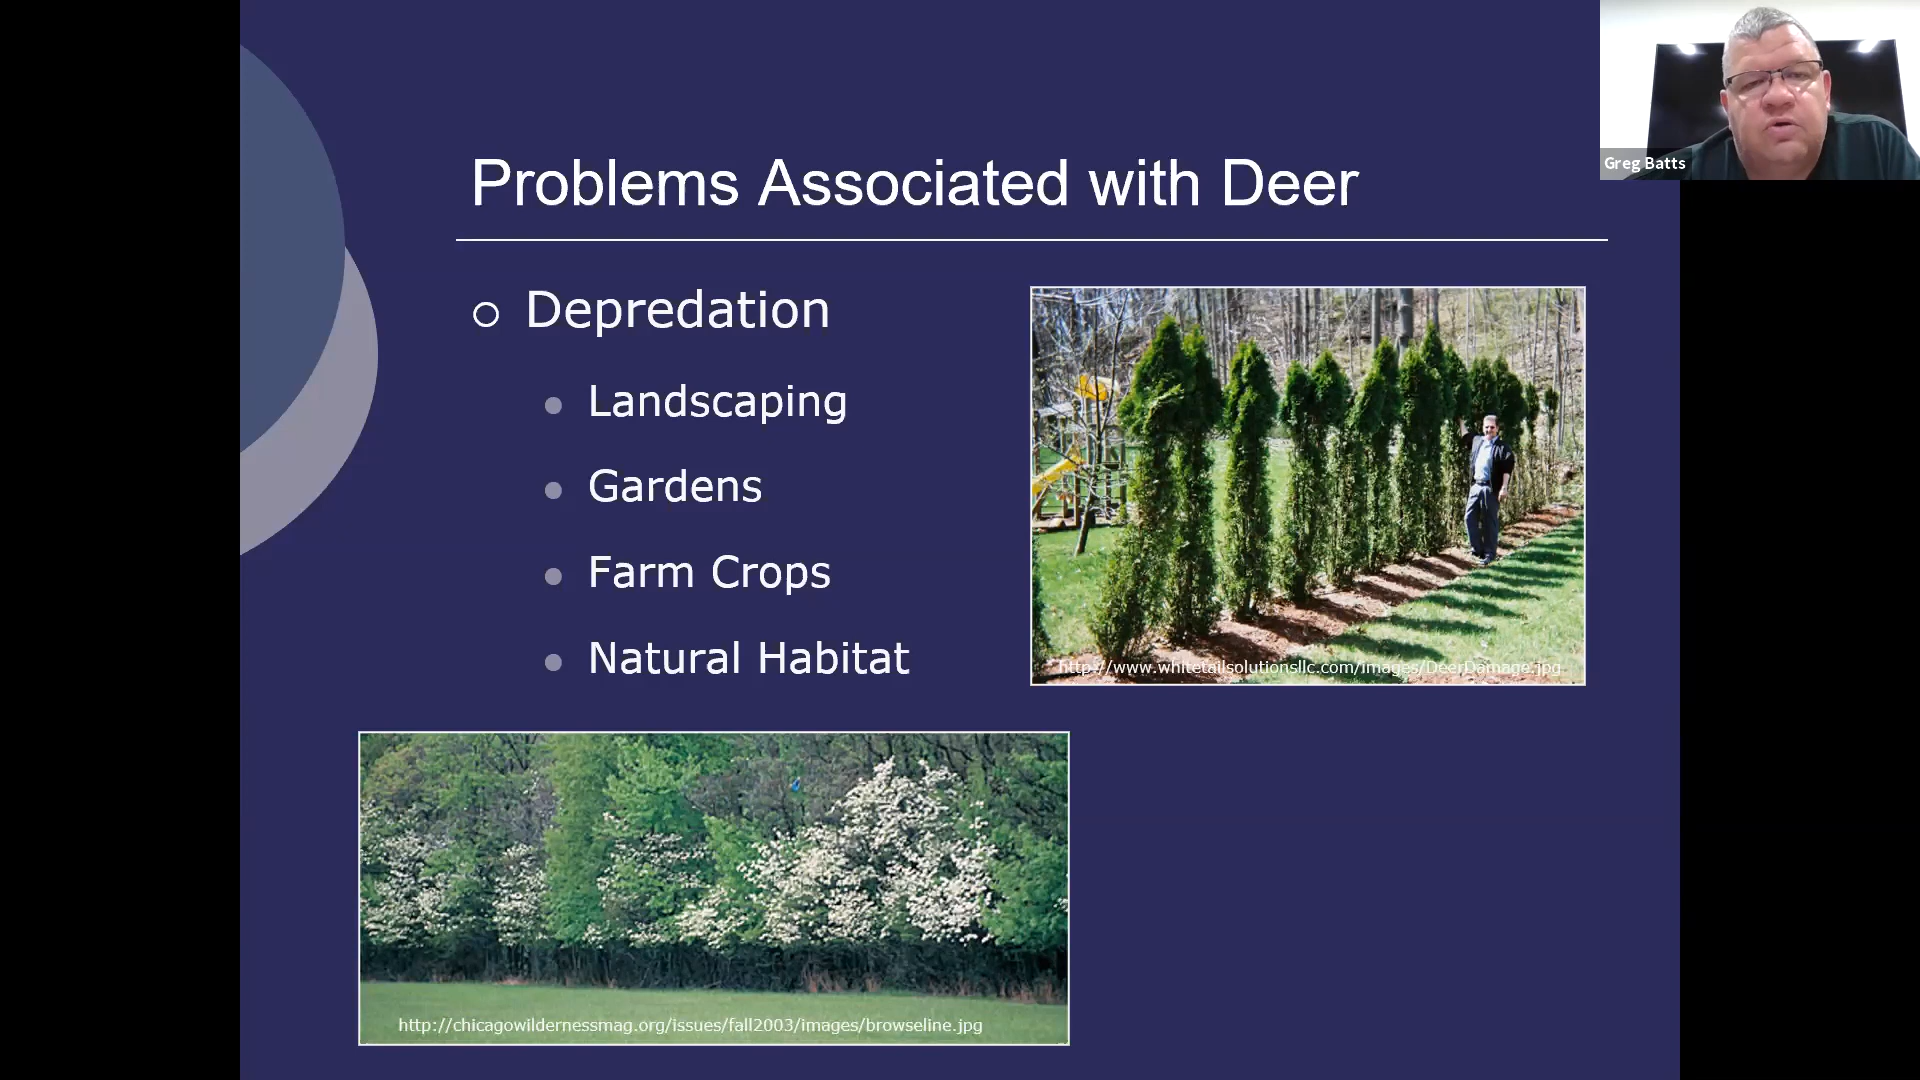 Greg Batts
Problems Associated with Deer
Depredation
Landscaping
Gardens
Farm Crops
Natural Habitat
http://www.whitetailsolutionsllc.com/images/DeerDamage.jpg
http://chicagowildernessmag.org/issues/fall2003/images/browseline.jpg